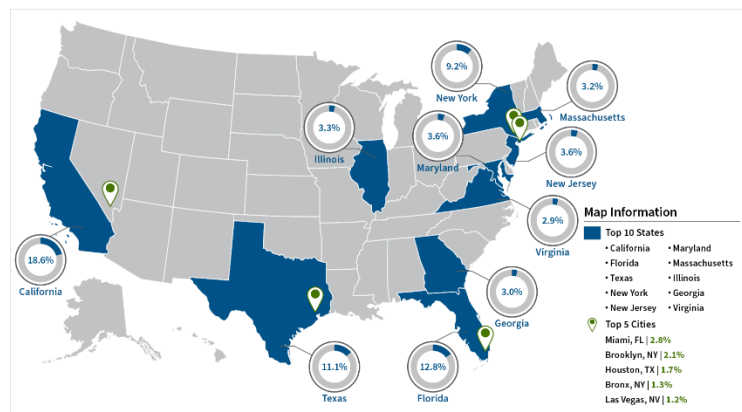 9.2%
New York
3.2%
Massachusetts
3.3%
Illinois
3.6%
Maryland
3.6%
New Jersey
2.9%
Virginia
18.6%
California
3.0%
Georgia
11.1%
Texas
12.8%
Florida
Map Information
Top 10 States
• California • Maryland
• Florida • Massachusetts
• Texas • Illinois
• New York • Georgia
• New Jersey • Virginia
Top 5 Cities
Miami, FL | 2.8%
Brooklyn, NY | 2.1%
Houston, TX | 1.7%
Bronx, NY | 1.3%
Las Vegas, NV | 1.2%